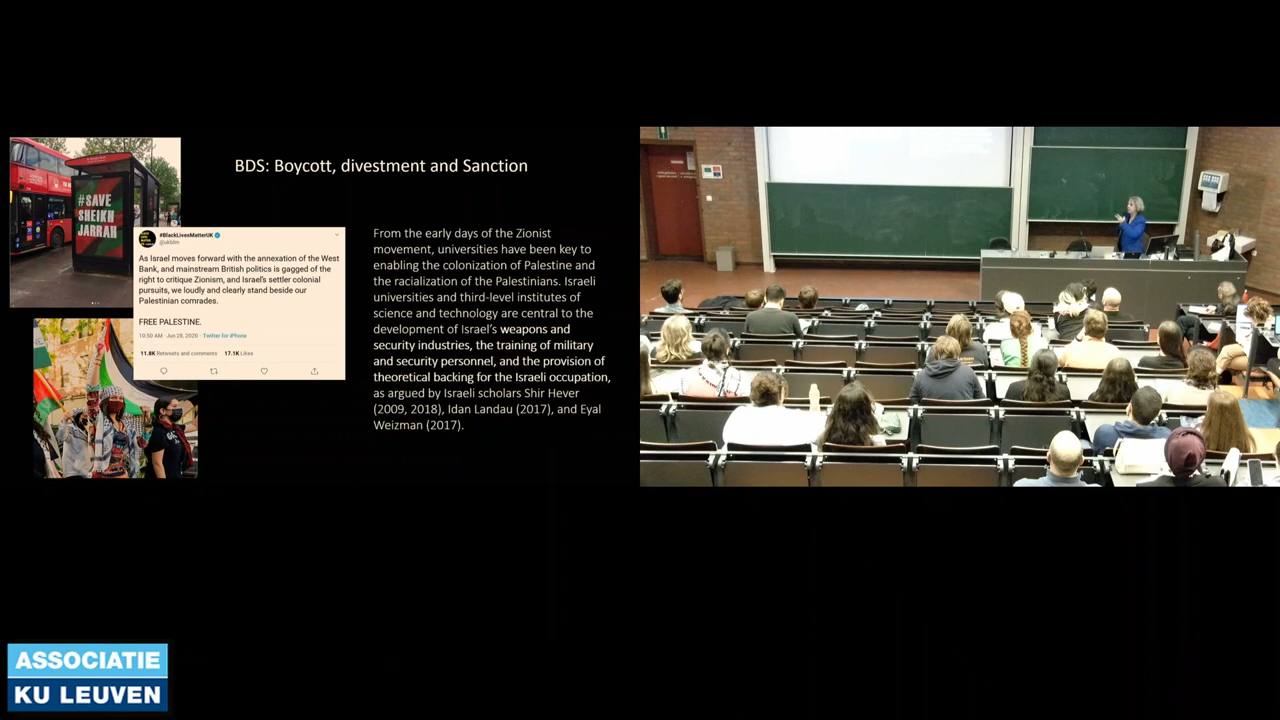 BDS: Boycott, divestment and Sanction
#SAVE
SHEIKH
JARRAH
#BlackLivesMatterUK
@ukblm
As Israel moves forward with the annexation of the West
Bank, and mainstream British politics is gagged of the
right to critique Zionism, and Israel's settler colonial
pursuits, we loudly and clearly stand beside our
Palestinian comrades.
FREE PALESTINE.
10:50 AM · Jun 28, 2020 · Twitter for iPhone
11.8K Retweets and comments 17.1K Likes
From the early days of the Zionist
movement, universities have been key to
enabling the colonization of Palestine and
the racialization of the Palestinians. Israeli
universities and third-level institutes of
science and technology are central to the
development of Israel's weapons and
security industries, the training of military
and security personnel, and the provision of
theoretical backing for the Israeli occupation,
as argued by Israeli scholars Shir Hever
(2009, 2018), Idan Landau (2017), and Eyal
Weizman (2017).
ASSOCIATIE
KU LEUVEN